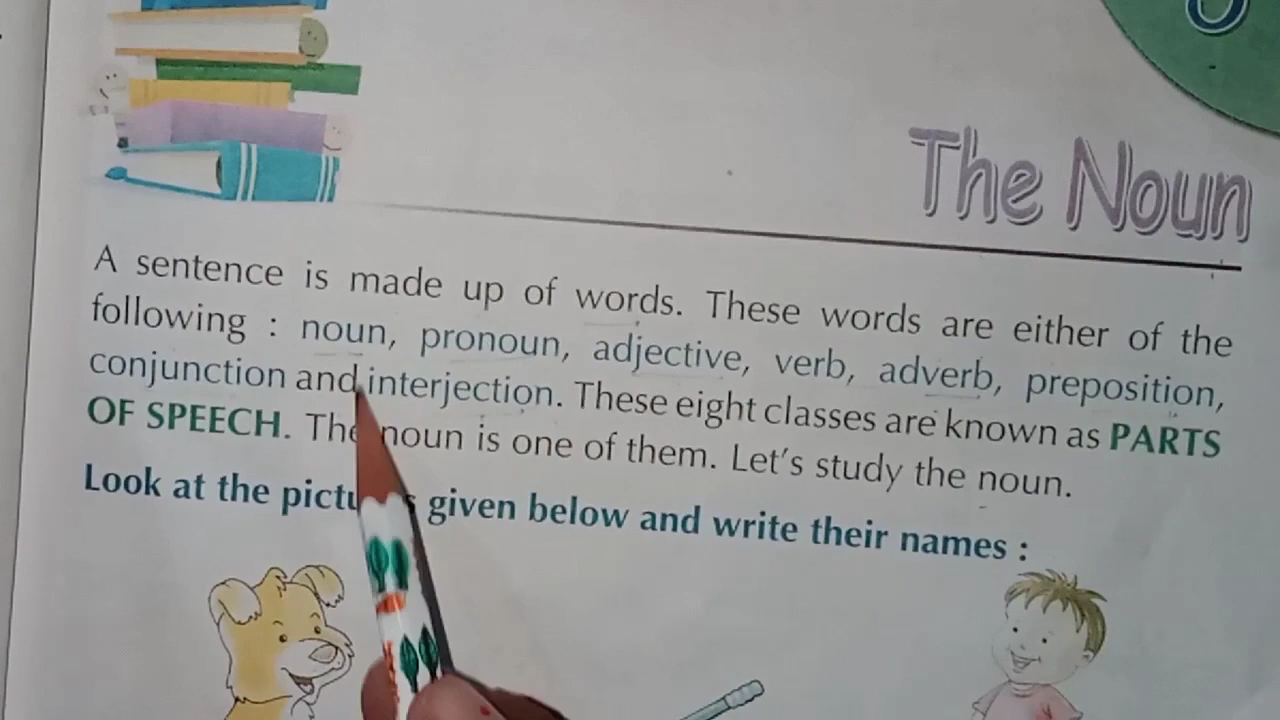 The Noun
A sentence is made up of words. These words are either of the
following : noun, pronoun, adjective, verb, adverb, preposition,
conjunction and interjection. These eight classes are known as PARTS
OF SPEECH. The noun is one of them. Let's study the noun.
Look at the pictures given below and write their names :